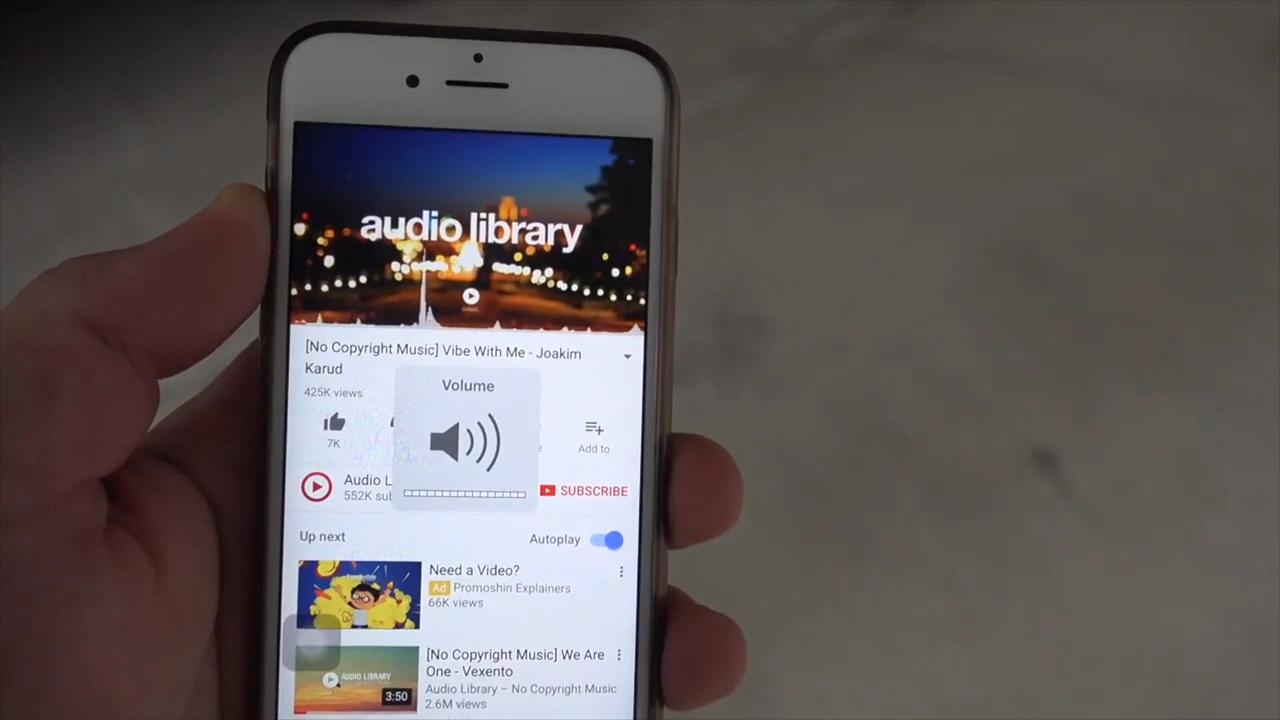 audio library
[No Copyright Music] Vibe With Me - Joakim
Karud
425K views
Volume
7K
Add to
Audio L
552K sub
SUBSCRIBE
Up next
Autoplay
Need a Video?
Ad Promoshin Explainers
66K views
[No Copyright Music] We Are
One - Vexento
AUDIO LIBRARY
3:50
Audio Library – No Copyright Music
2.6M views